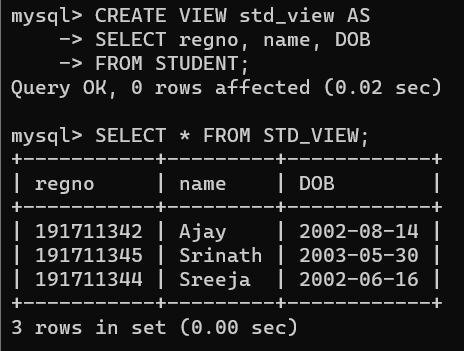 mysql> CREATE VIEW std_view AS
    -> SELECT regno, name, DOB
    -> FROM STUDENT;
Query OK, 0 rows affected (0.02 sec)

mysql> SELECT * FROM STD_VIEW;
+-----------+---------+------------+
| regno     | name    | DOB        |
+-----------+---------+------------+
| 191711342 | Ajay    | 2002-08-14 |
| 191711345 | Srinath | 2003-05-30 |
| 191711344 | Sreeja  | 2002-06-16 |
+-----------+---------+------------+
3 rows in set (0.00 sec)